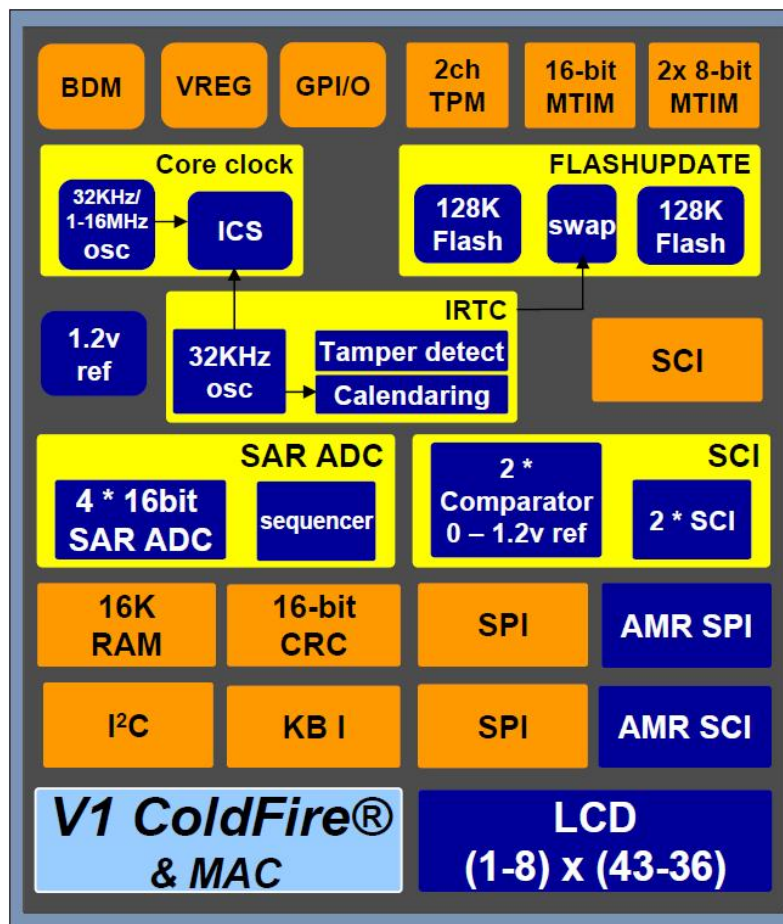 BDM
VREG
GPI/O
2ch
TPM
16-bit
MTIM
2x 8-bit
MTIM
Core clock
32KHz/
1-16MHz
osc
ICS
FLASHUPDATE
128K
Flash
swap
128K
Flash
1.2v
ref
IRTC
32KHz
osc
Tamper detect
Calendaring
SCI
SAR ADC
4 * 16bit
SAR ADC
sequencer
SCI
2 *
Comparator
0 – 1.2v ref
2 * SCI
16K
RAM
16-bit
CRC
SPI
AMR SPI
I²C
KB I
SPI
AMR SCI
V1 ColdFire®
& MAC
LCD
(1-8) x (43-36)